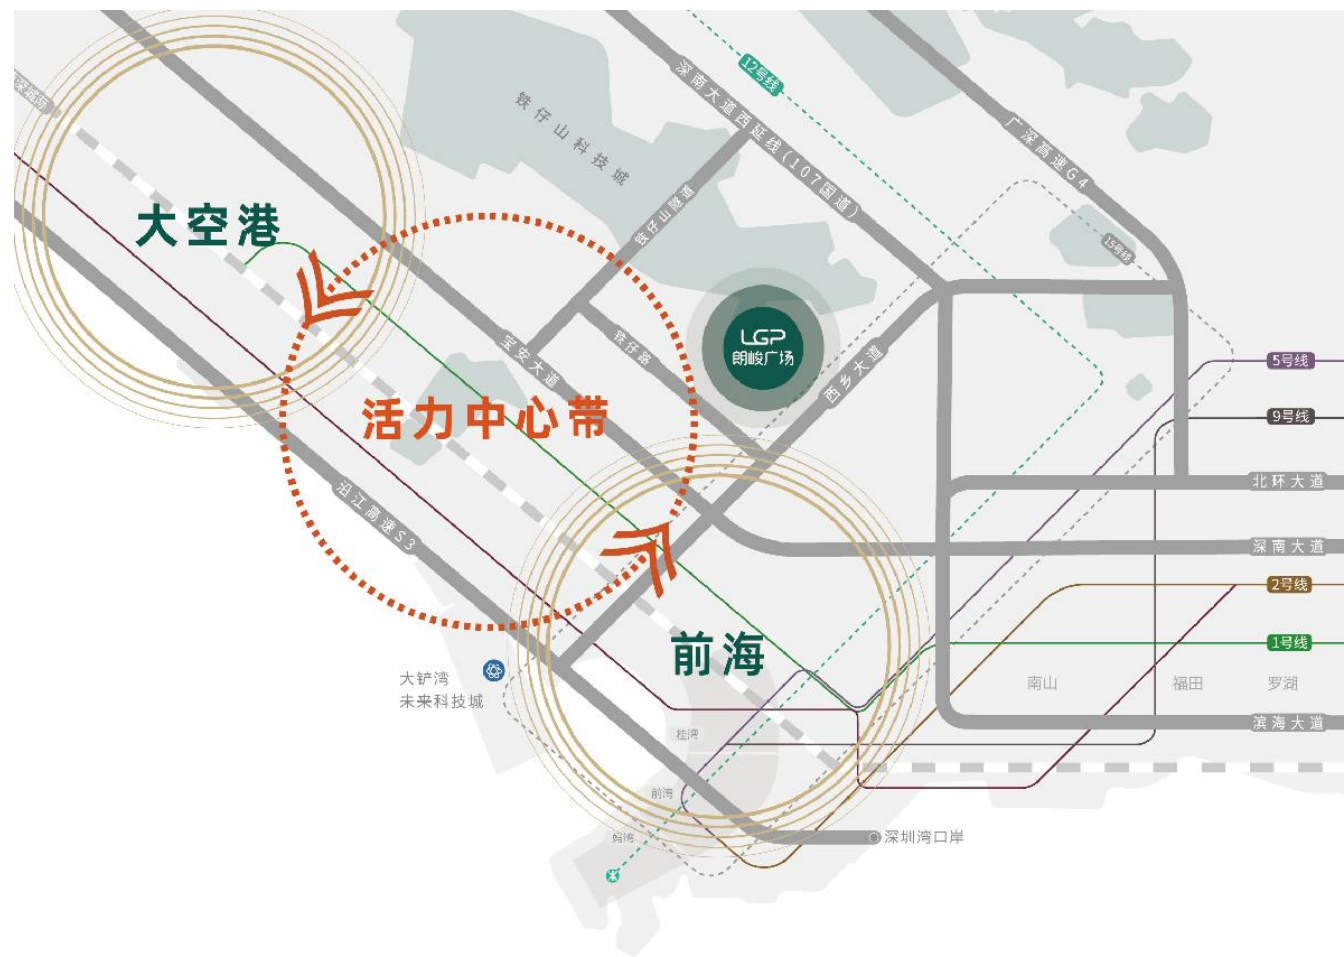 12号线
深南大道西延线(107国道)
广深高速G4
铁仔山科技城
铁仔山隧道
15号线
大空港
LGP
朗峻广场
铁仔路
宝安大道
西乡大道
5号线
活力中心带
9号线
北环大道
沿江高速S3
深南大道
2号线
前海
1号线
大铲湾
未来科技城
南山
福田
罗湖
滨海大道
桂湾
前湾
妈湾
深圳湾口岸